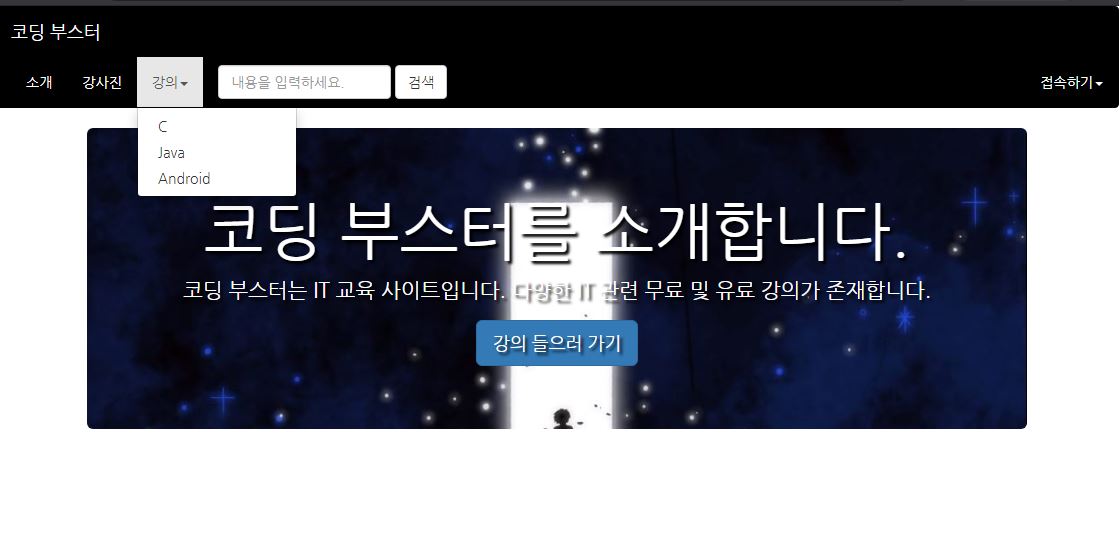 코딩 부스터
소개 강사진 강의 내용을 입력하세요. 검색 접속하기
C
Java
Android
코딩 부스터를 소개합니다.
코딩 부스터는 IT 교육 사이트입니다. 다양한 IT 관련 무료 및 유료 강의가 존재합니다.
강의 들으러 가기